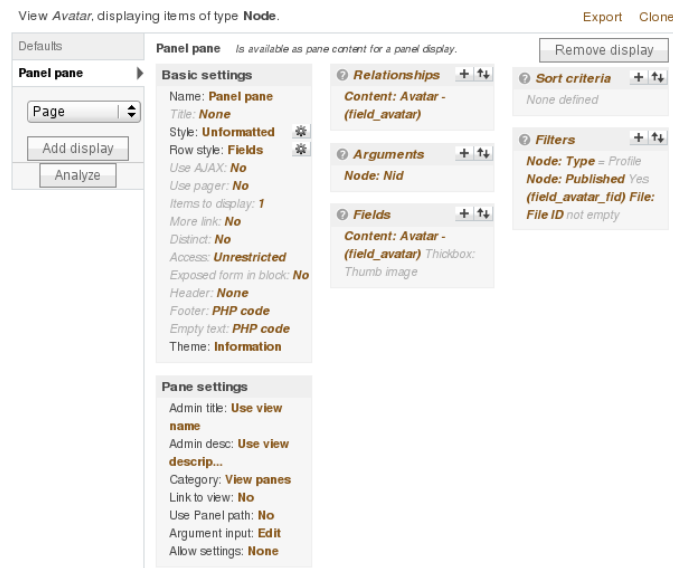 View Avatar, displaying items of type Node.
Export Clone
Defaults
Panel pane
Page
Add display
Analyze
Panel pane Is available as pane content for a panel display.
Remove display
Basic settings
Name: Panel pane
Title: None
Style: Unformatted
Row style: Fields
Use AJAX: No
Use pager: No
Items to display: 1
More link: No
Distinct: No
Access: Unrestricted
Exposed form in block: No
Header: None
Footer: PHP code
Empty text: PHP code
Theme: Information
Pane settings
Admin title: Use view
name
Admin desc: Use view
descrip...
Category: View panes
Link to view: No
Use Panel path: No
Argument input: Edit
Allow settings: None
Relationships
Content: Avatar -
(field_avatar)
Arguments
Node: Nid
Fields
Content: Avatar -
(field_avatar) Thickbox:
Thumb image
Sort criteria
None defined
Filters
Node: Type = Profile
Node: Published Yes
(field_avatar_fid) File:
File ID not empty